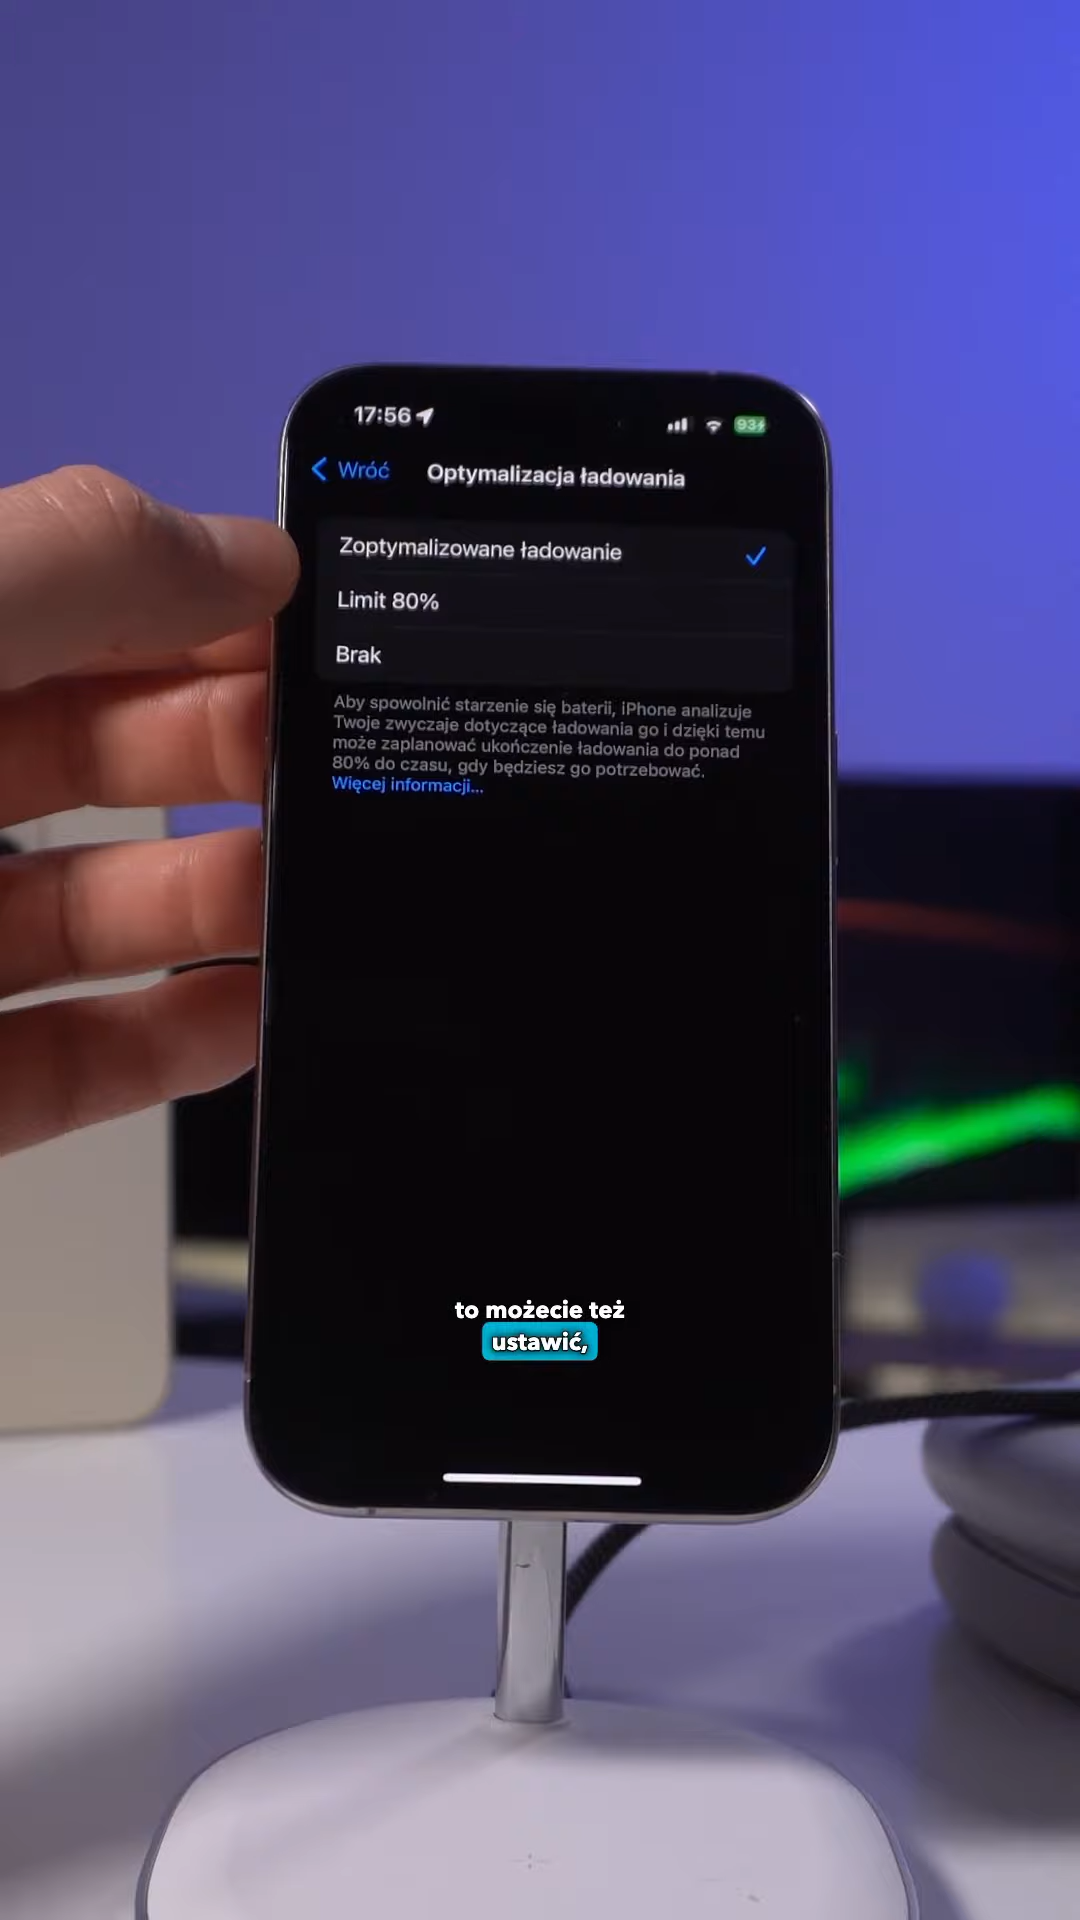 17:56
93
Wróć
Optymalizacja ładowania
Zoptymalizowane ładowanie
Limit 80%
Brak
Aby spowolnić starzenie się baterii, iPhone analizuje
Twoje zwyczaje dotyczące ładowania go i dzięki temu
może zaplanować ukończenie ładowania do ponad
80% do czasu, gdy będziesz go potrzebować.
Więcej informacji...
to możecie też
ustawić,